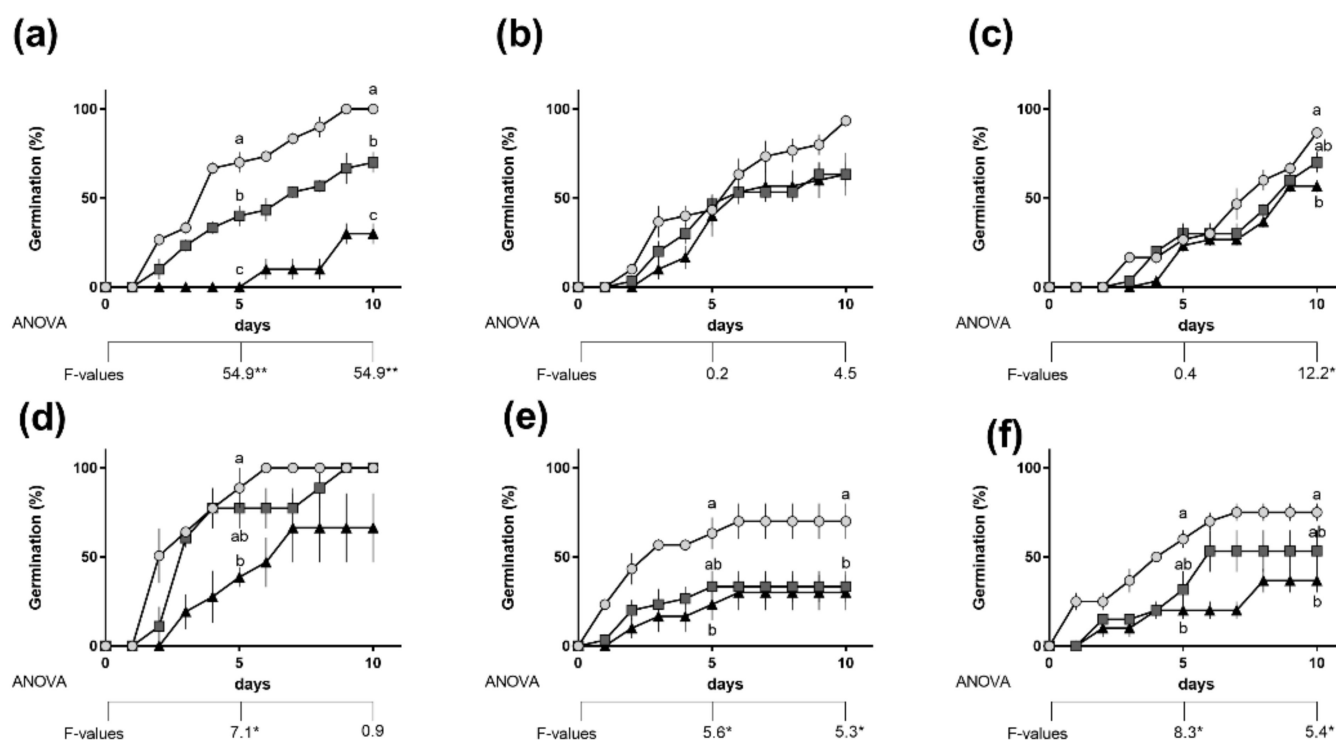 (a) (b) (c)
a
100 100 100
a
b
ab
a
Germination (%) Germination (%) Germination (%)
50 50 50
b
c
b
c
0 0 0
0 5 10 0 5 10 0 5 10
ANOVA days ANOVA days ANOVA days
F-values 54.9** 54.9** F-values 0.2 4.5 F-values 0.4 12.2*
(d) (e) (f)
a
100 100 100
a a
a a
ab
Germination (%) Germination (%) Germination (%)
50 50 50
ab ab
b b
ab
b
b b
0 0 0
0 5 10 0 5 10 0 5 10
ANOVA days ANOVA days ANOVA days
F-values 7.1* 0.9 F-values 5.6* 5.3* F-values 8.3* 5.4*